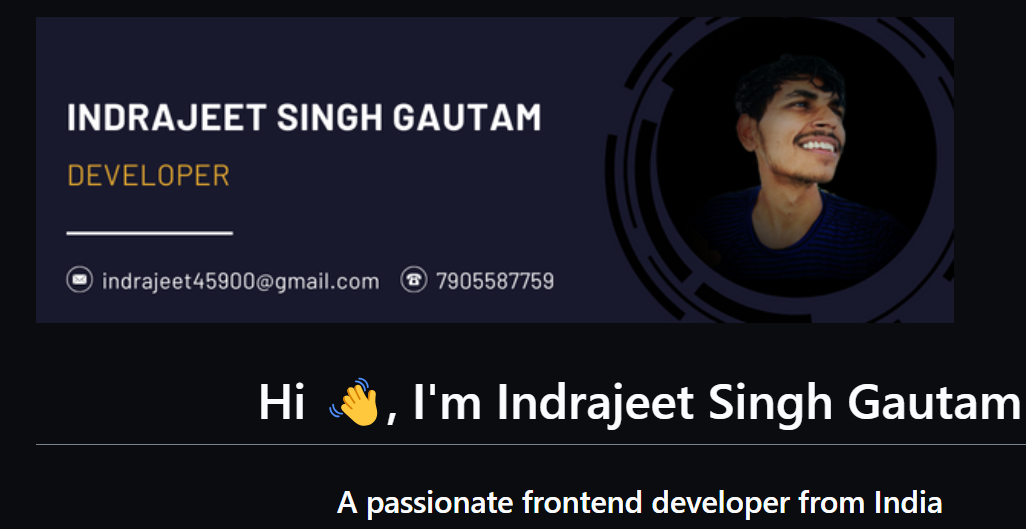 INDRAJEET SINGH GAUTAM
DEVELOPER
indrajeet45900@gmail.com 7905587759
Hi 👋, I'm Indrajeet Singh Gautam
A passionate frontend developer from India